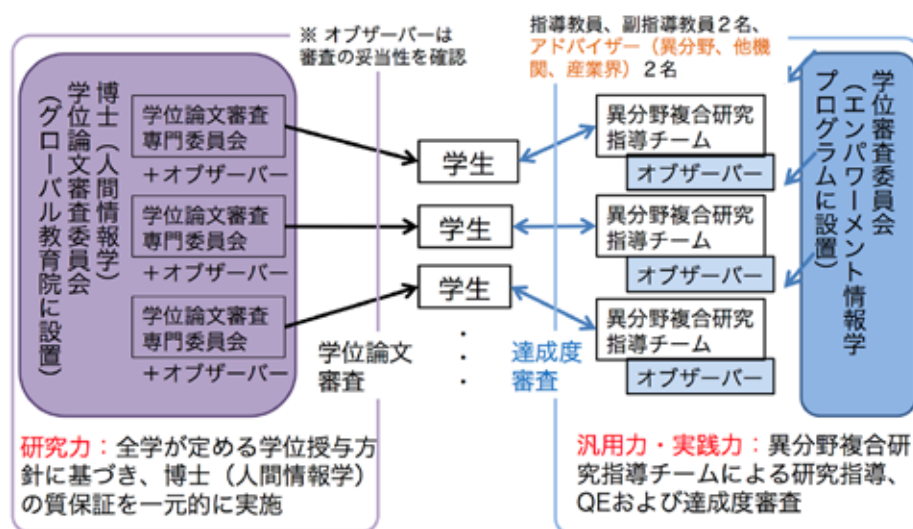 ※ オブザーバーは
審査の妥当性を確認
指導教員、副指導教員２名、
アドバイザー（異分野、他機
関、産業界）２名
博士（人間情報学）
学位論文審査委員会
（グローバル教育院に設置）
学位論文審査
専門委員会
＋オブザーバー
学位論文審査
専門委員会
＋オブザーバー
学位論文審査
専門委員会
＋オブザーバー
学生
学生
学生
・
・
・
学位論文
審査
達成度
審査
異分野複合研究
指導チーム
オブザーバー
異分野複合研究
指導チーム
オブザーバー
異分野複合研究
指導チーム
オブザーバー
学位審査委員会
（エンパワーメント情報学
プログラムに設置）
研究力：全学が定める学位授与方
針に基づき、博士（人間情報学）
の質保証を一元的に実施
汎用力・実践力：異分野複合研
究指導チームによる研究指導、
QEおよび達成度審査